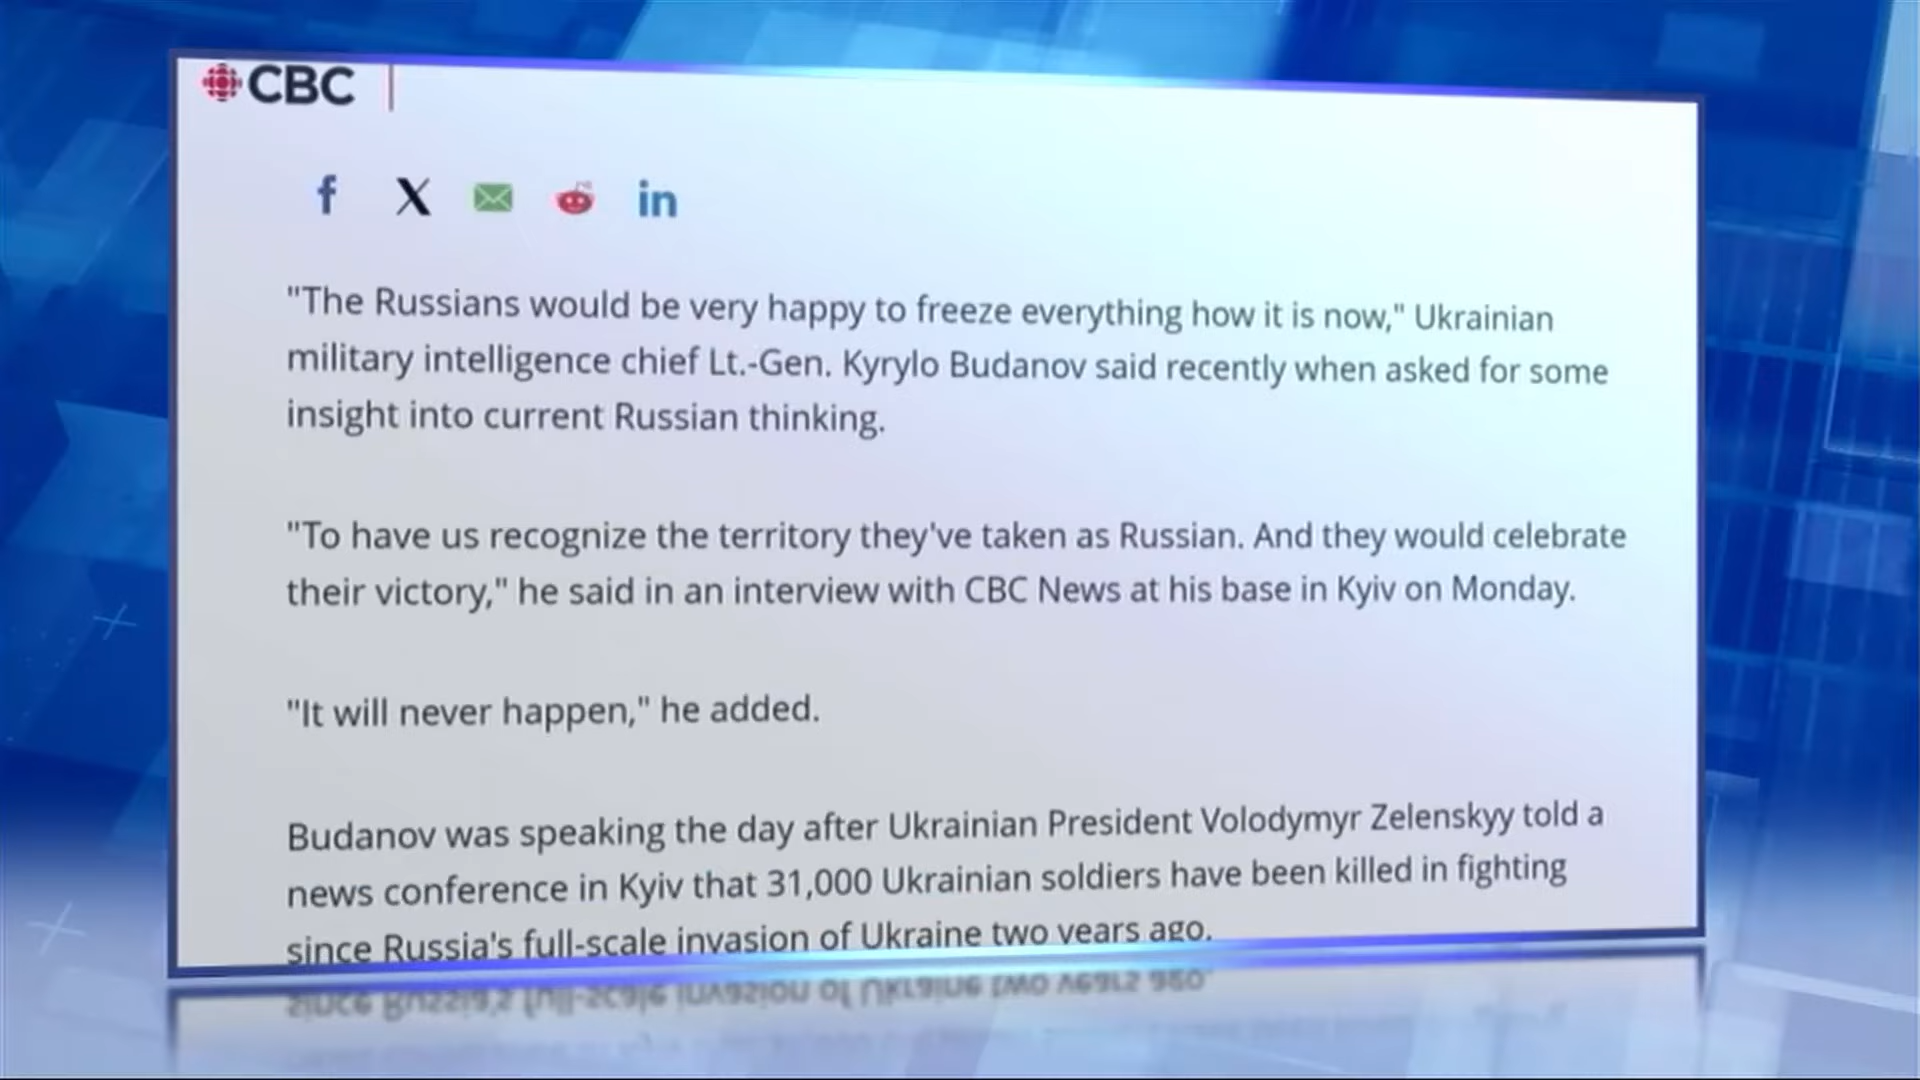 CBC
"The Russians would be very happy to freeze everything how it is now," Ukrainian
military intelligence chief Lt.-Gen. Kyrylo Budanov said recently when asked for some
insight into current Russian thinking.
"To have us recognize the territory they've taken as Russian. And they would celebrate
their victory," he said in an interview with CBC News at his base in Kyiv on Monday.
"It will never happen," he added.
Budanov was speaking the day after Ukrainian President Volodymyr Zelenskyy told a
news conference in Kyiv that 31,000 Ukrainian soldiers have been killed in fighting
since Russia's full-scale invasion of Ukraine two years ago.